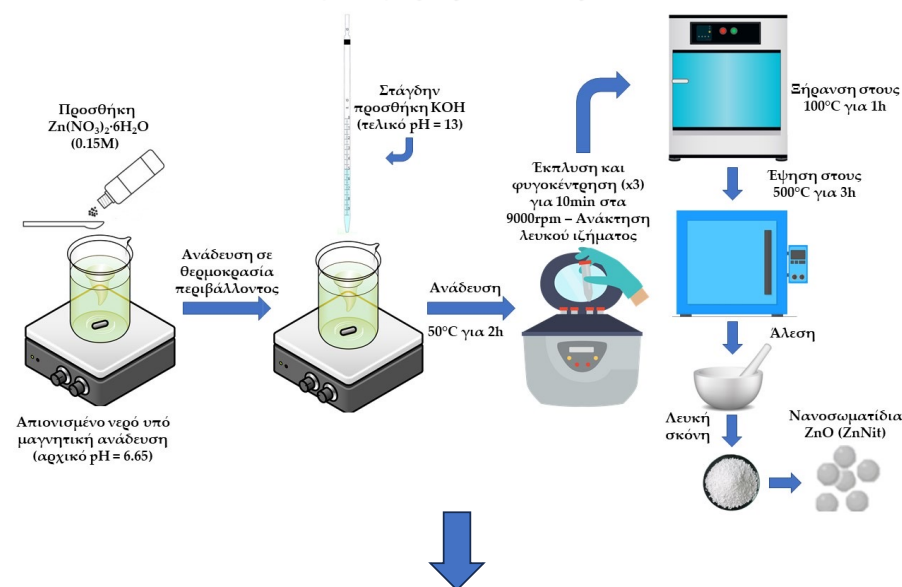 Προσθήκη
Zn(NO₃)₂·6H₂O
(0.15M)
Απιονισμένο νερό υπό
μαγνητική ανάδευση
(αρχικό pH = 6.65)
Ανάδευση σε
θερμοκρασία
περιβάλλοντος
Στάγδην
προσθήκη KOH
(τελικό pH = 13)
Ανάδευση
50°C για 2h
Έκπλυση και
φυγοκέντρηση (x3)
για 10min στα
9000rpm – Ανάκτηση
λευκού ιζήματος
Ξήρανση στους
100°C για 1h
Έψηση στους
500°C για 3h
Άλεση
Λευκή
σκόνη
Νανοσωματίδια
ZnO (ZnNit)